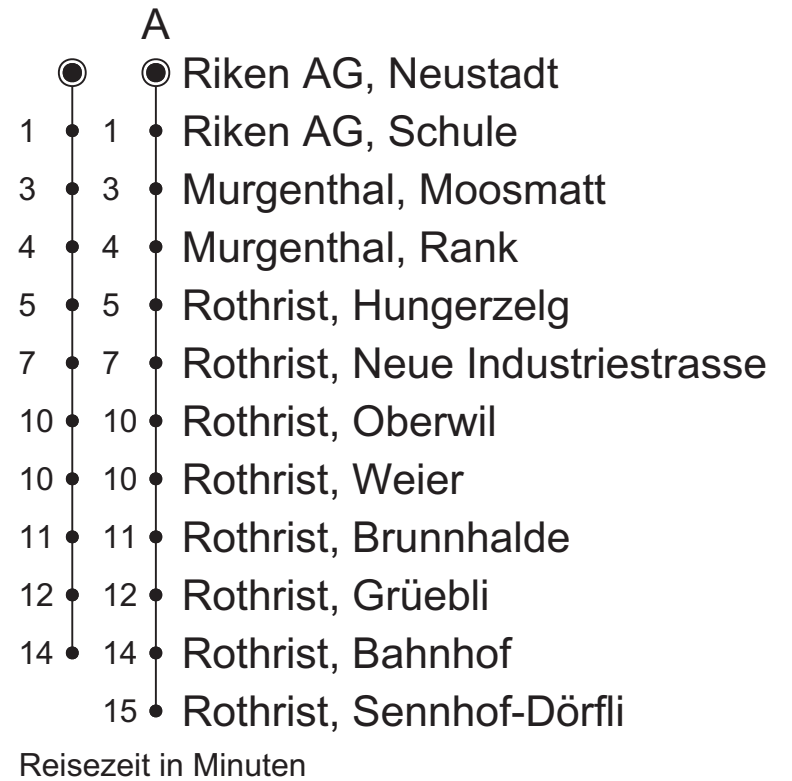 A
Riken AG, Neustadt
1 1 Riken AG, Schule
3 3 Murgenthal, Moosmatt
4 4 Murgenthal, Rank
5 5 Rothrist, Hungerzelg
7 7 Rothrist, Neue Industriestrasse
10 10 Rothrist, Oberwil
10 10 Rothrist, Weier
11 11 Rothrist, Brunnhalde
12 12 Rothrist, Grüebli
14 14 Rothrist, Bahnhof
15 Rothrist, Sennhof-Dörfli
Reisezeit in Minuten